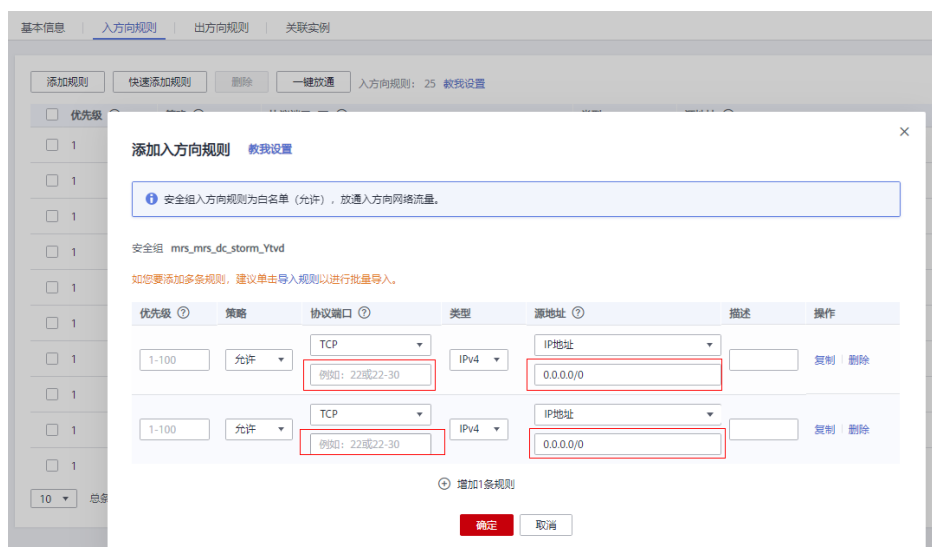 基本信息 入方向规则 出方向规则 关联实例
添加规则 快速添加规则 删除 一键放通 入方向规则: 25 教我设置
优先级
1
添加入方向规则 教我设置
1
安全组入方向规则为白名单（允许），放通入方向网络流量。
1
1
安全组 mrs_mrs_dc_storm_Ytvd
1
如您要添加多条规则，建议单击导入规则以进行批量导入。
优先级 策略 协议端口 类型 源地址 描述 操作
1
TCP IP地址
1 1-100 允许 IPv4 复制 删除
例如：22或22-30 0.0.0.0/0
1
TCP IP地址
1 1-100 允许 IPv4 复制 删除
例如：22或22-30 0.0.0.0/0
1
增加1条规则
10 总条
确定 取消